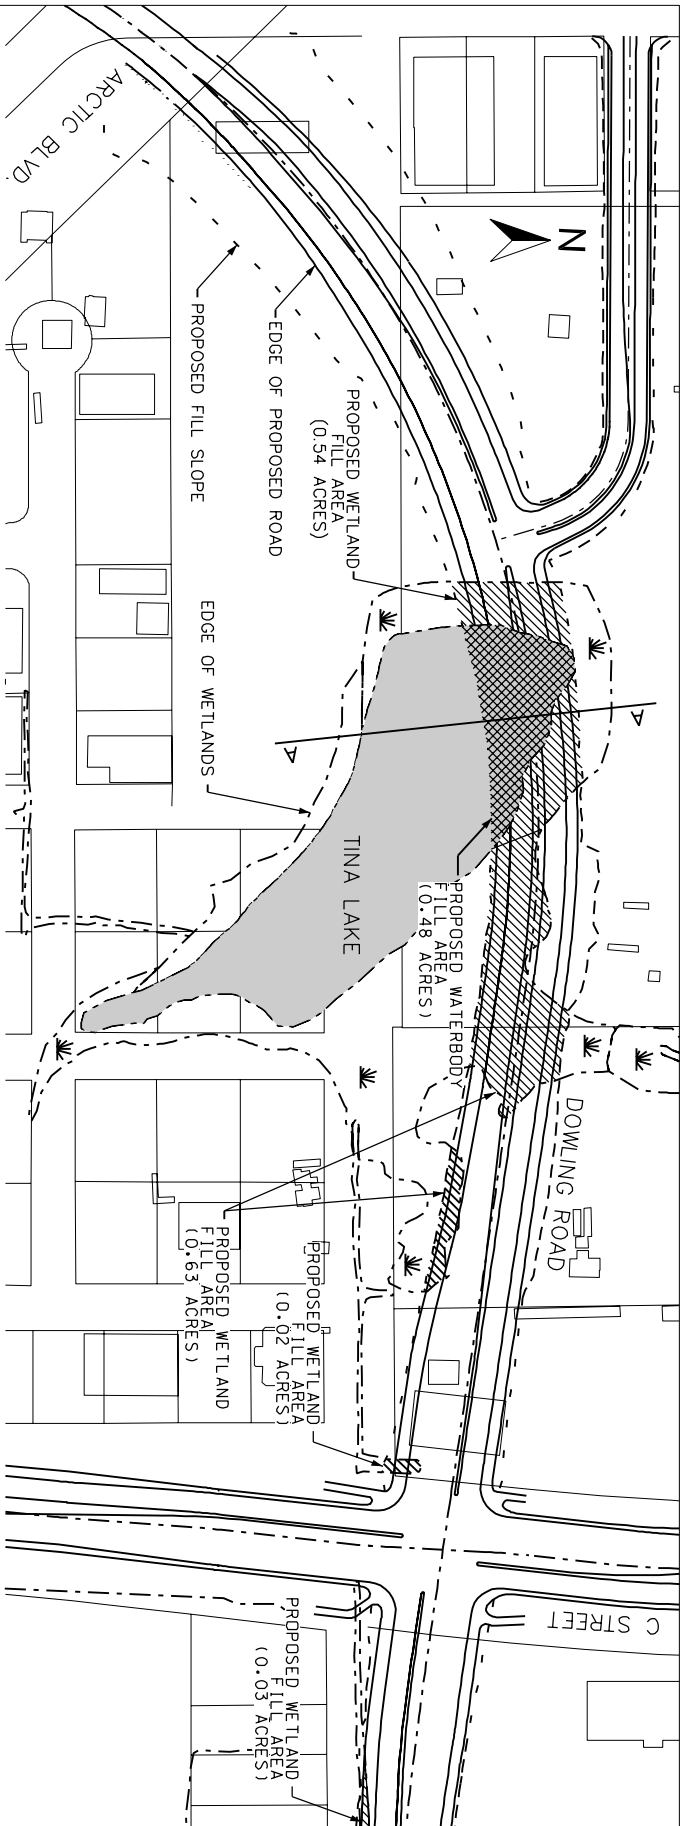 ARCTIC BLVD.
N
PROPOSED FILL SLOPE
EDGE OF PROPOSED ROAD
PROPOSED WETLAND
FILL AREA
(0.54 ACRES)
EDGE OF WETLANDS
A
A
TINA LAKE
PROPOSED WATERBODY
FILL AREA
(0.48 ACRES)
DOWLING ROAD
PROPOSED WETLAND
FILL AREA
(0.63 ACRES)
PROPOSED WETLAND
FILL AREA
(0.02 ACRES)
C STREET
PROPOSED WETLAND
FILL AREA
(0.03 ACRES)